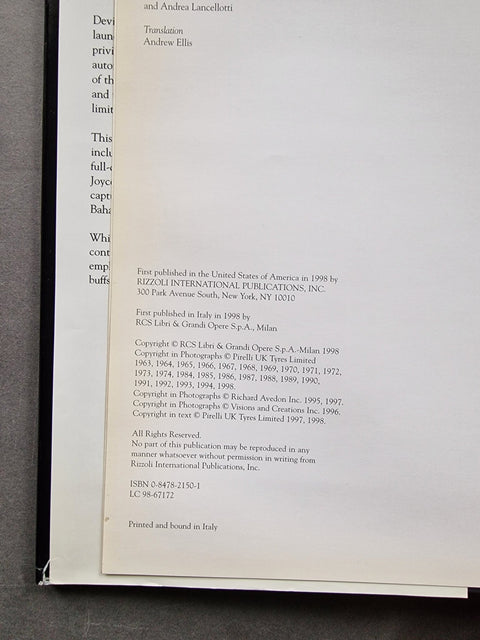 and Andrea Lancellotti
Translation
Andrew Ellis
Devi
laun
privi
auto
of th
and
limit
This
inclu
full-
Joyc
capt
Baha
Whi
cont
emp
buffs
First published in the United States of America in 1998 by
RIZZOLI INTERNATIONAL PUBLICATIONS, INC.
300 Park Avenue South, New York, NY 10010
First published in Italy in 1998 by
RCS Libri & Grandi Opere S.p.A., Milan
Copyright © RCS Libri & Grandi Opere S.p.A.-Milan 1998
Copyright in Photographs © Pirelli UK Tyres Limited
1963, 1964, 1965, 1966, 1967, 1968, 1969, 1970, 1971, 1972,
1973, 1974, 1984, 1985, 1986, 1987, 1988, 1989, 1990,
1991, 1992, 1993, 1994, 1998.
Copyright in Photographs © Richard Avedon Inc. 1995, 1997.
Copyright in Photographs © Visions and Creations Inc. 1996.
Copyright in text © Pirelli UK Tyres Limited 1997, 1998.
All Rights Reserved.
No part of this publication may be reproduced in any
manner whatsoever without permission in writing from
Rizzoli International Publications, Inc.
ISBN 0-8478-2150-1
LC 98-67172
Printed and bound in Italy